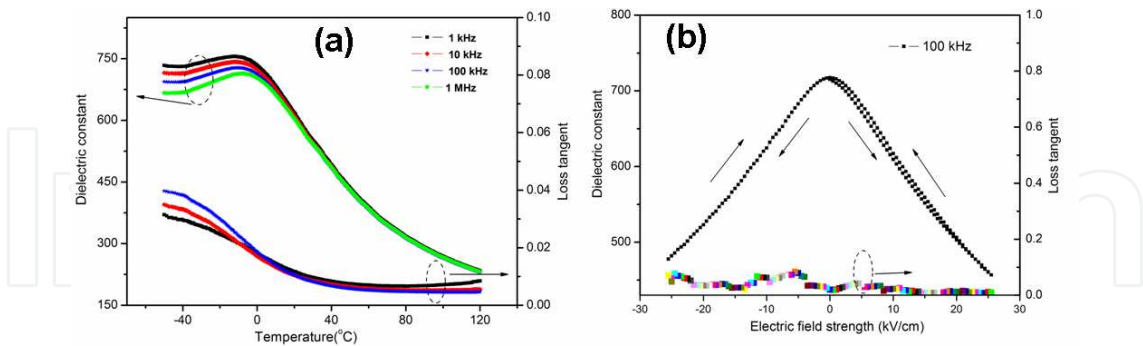 (a)
1 kHz
10 kHz
100 kHz
1 MHz
Dielectric constant
750
600
450
300
150
-40
0
40
80
120
Temperature(°C)
0.10
0.08
0.06
0.04
0.02
0.00
Loss tangent
(b)
100 kHz
Dielectric constant
800
700
600
500
-30
-20
-10
0
10
20
30
Electric field strength (kV/cm)
1.0
0.8
0.6
0.4
0.2
0.0
Loss tangent